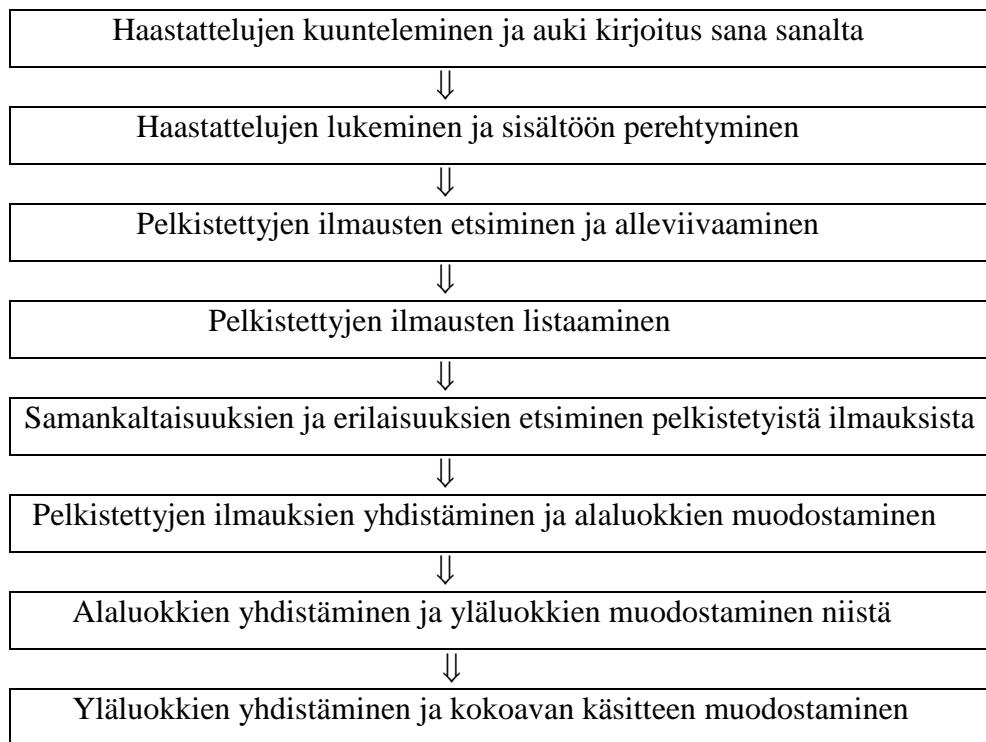 Haastattelujen kuunteleminen ja auki kirjoitus sana sanalta
⇓
Haastattelujen lukeminen ja sisältöön perehtyminen
⇓
Pelkistettyjen ilmausten etsiminen ja alleviivaaminen
⇓
Pelkistettyjen ilmausten listaaminen
⇓
Samankaltaisuuksien ja erilaisuuksien etsiminen pelkistetyistä ilmauksista
⇓
Pelkistettyjen ilmauksien yhdistäminen ja alaluokkien muodostaminen
⇓
Alaluokkien yhdistäminen ja yläluokkien muodostaminen niistä
⇓
Yläluokkien yhdistäminen ja kokoavan käsitteen muodostaminen